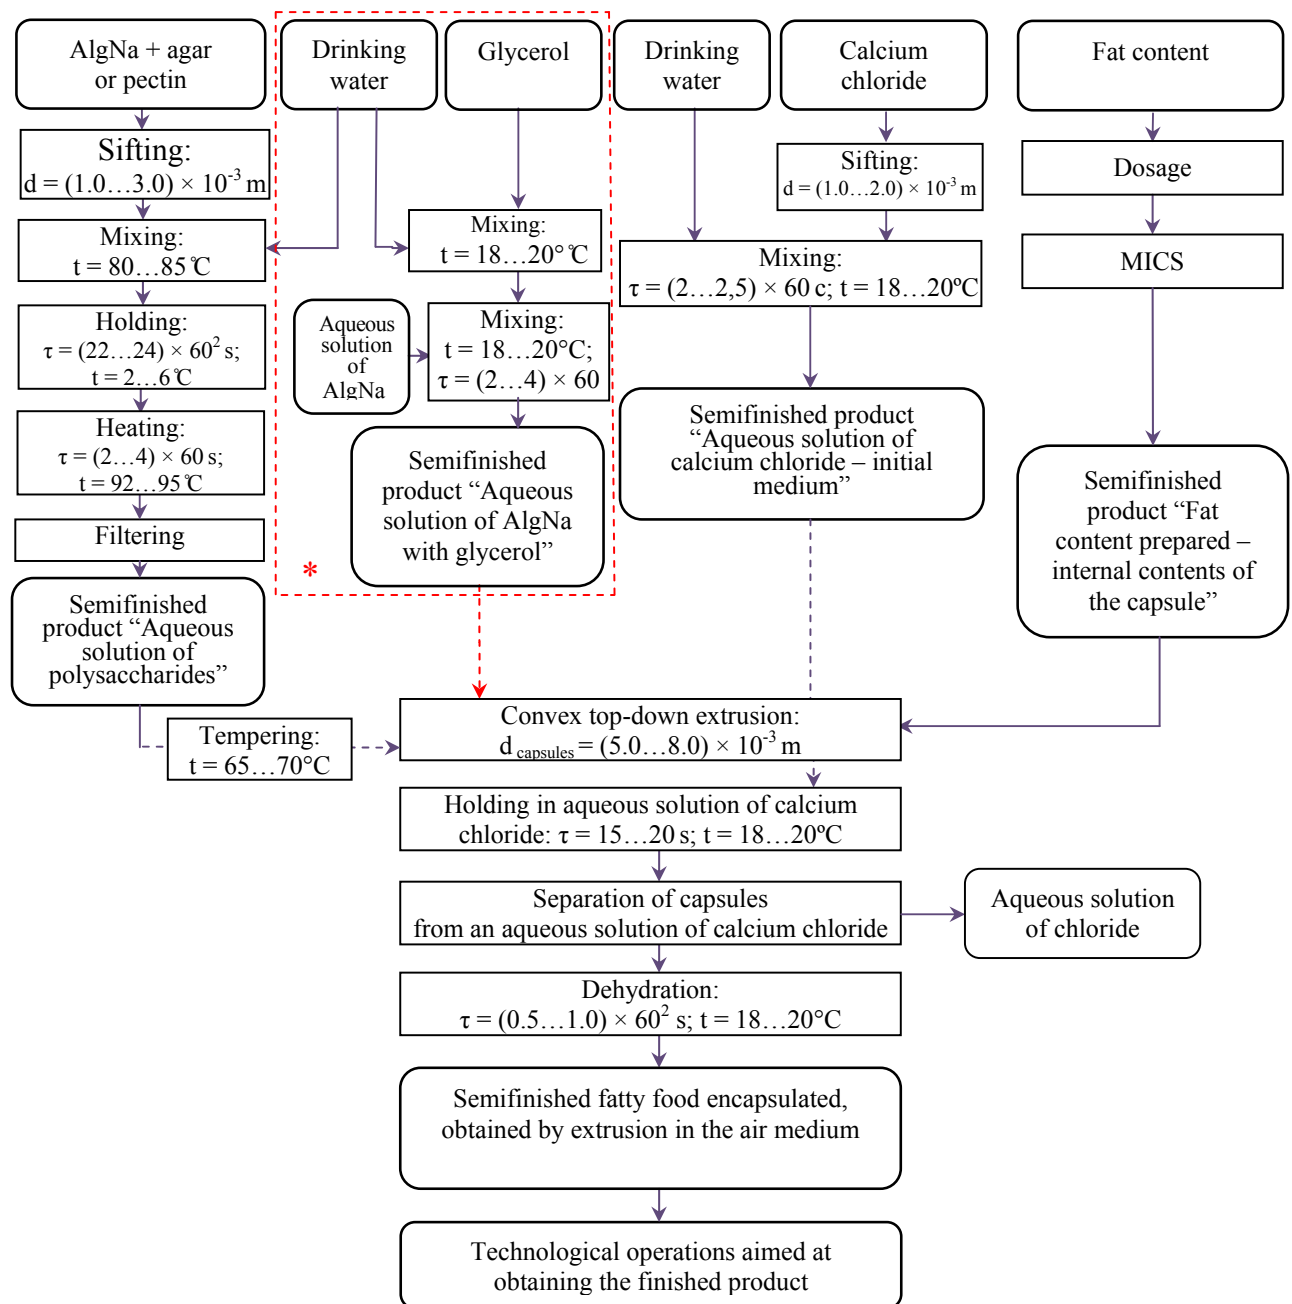 AlgNa + agar
or pectin
Drinking
water
Glycerol
Drinking
water
Calcium
chloride
Fat content
Sifting:
d = (1.0…3.0) × 10⁻³ m
Mixing:
t = 80…85℃
Holding:
τ = (22…24) × 60² s;
t = 2…6℃
Heating:
τ = (2…4) × 60 s;
t = 92…95℃
Filtering
Semifinished
product “Aqueous
solution of
polysaccharides”
Tempering:
t = 65…70°C
Mixing:
t = 18…20° ℃
Aqueous
solution
of
AlgNa
Mixing:
t = 18…20°C;
τ = (2…4) × 60
Semifinished
product “Aqueous
solution of AlgNa
with glycerol”
*
Sifting:
d = (1.0…2.0) × 10⁻³ m
Mixing:
τ = (2…2,5) × 60 c; t = 18…20ºC
Semifinished product
“Aqueous solution of
calcium chloride – initial
medium”
Dosage
MICS
Semifinished
product “Fat
content prepared –
internal contents of
the capsule”
Convex top-down extrusion:
d capsules = (5.0…8.0) × 10⁻³ m
Holding in aqueous solution of calcium
chloride: τ = 15…20 s; t = 18…20ºC
Separation of capsules
from an aqueous solution of calcium chloride
Aqueous solution
of chloride
Dehydration:
τ = (0.5…1.0) × 60² s; t = 18…20°C
Semifinished fatty food encapsulated,
obtained by extrusion in the air medium
Technological operations aimed at
obtaining the finished product